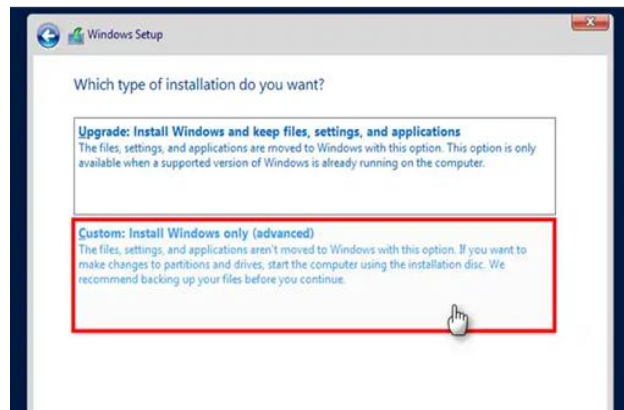 Windows Setup
Which type of installation do you want?
Upgrade: Install Windows and keep files, settings, and applications
The files, settings, and applications are moved to Windows with this option. This option is only
available when a supported version of Windows is already running on the computer.
Custom: Install Windows only (advanced)
The files, settings, and applications aren't moved to Windows with this option. If you want to
make changes to partitions and drives, start the computer using the installation disc. We
recommend backing up your files before you continue.